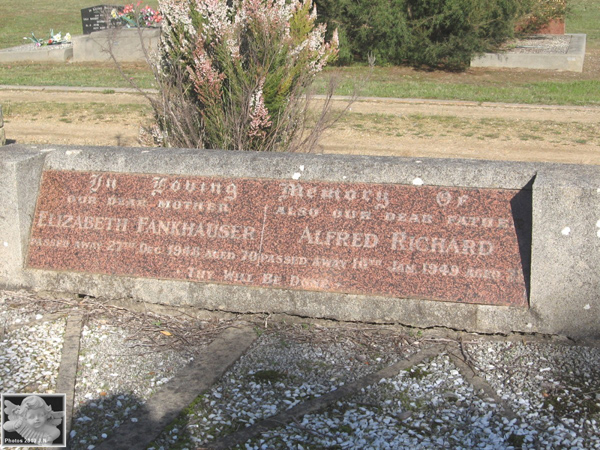 In Loving Memory Of
OUR DEAR MOTHER
ELIZABETH FANKHAUSER
PASSED AWAY 27TH DEC AGED 70
ALSO OUR DEAR FATHER
ALFRED RICHARD
PASSED AWAY 16TH JAN 1949 AGED
THY WILL BE DONE